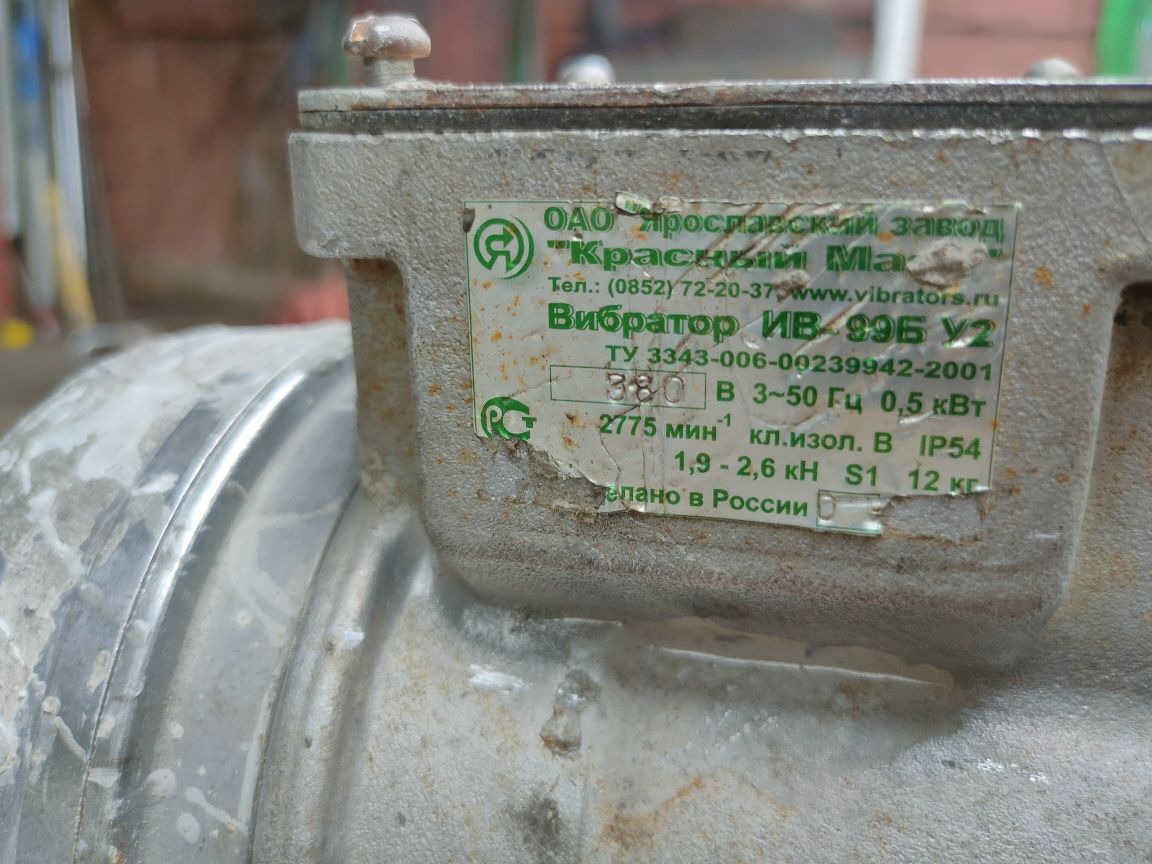 ОАО Ярославский завод
"Красный
Тел.: (0852) 72-20-37, www.vibrators.ru
Вибратор ИВ-99Б У2
ТУ 3343-006-00239942-2001
380 В 3~50 Гц 0,5 кВт
РСТ 2775 мин⁻¹ кл.изол. В IP54
1,9 - 2,6 кН S1 12 кг
елано в России